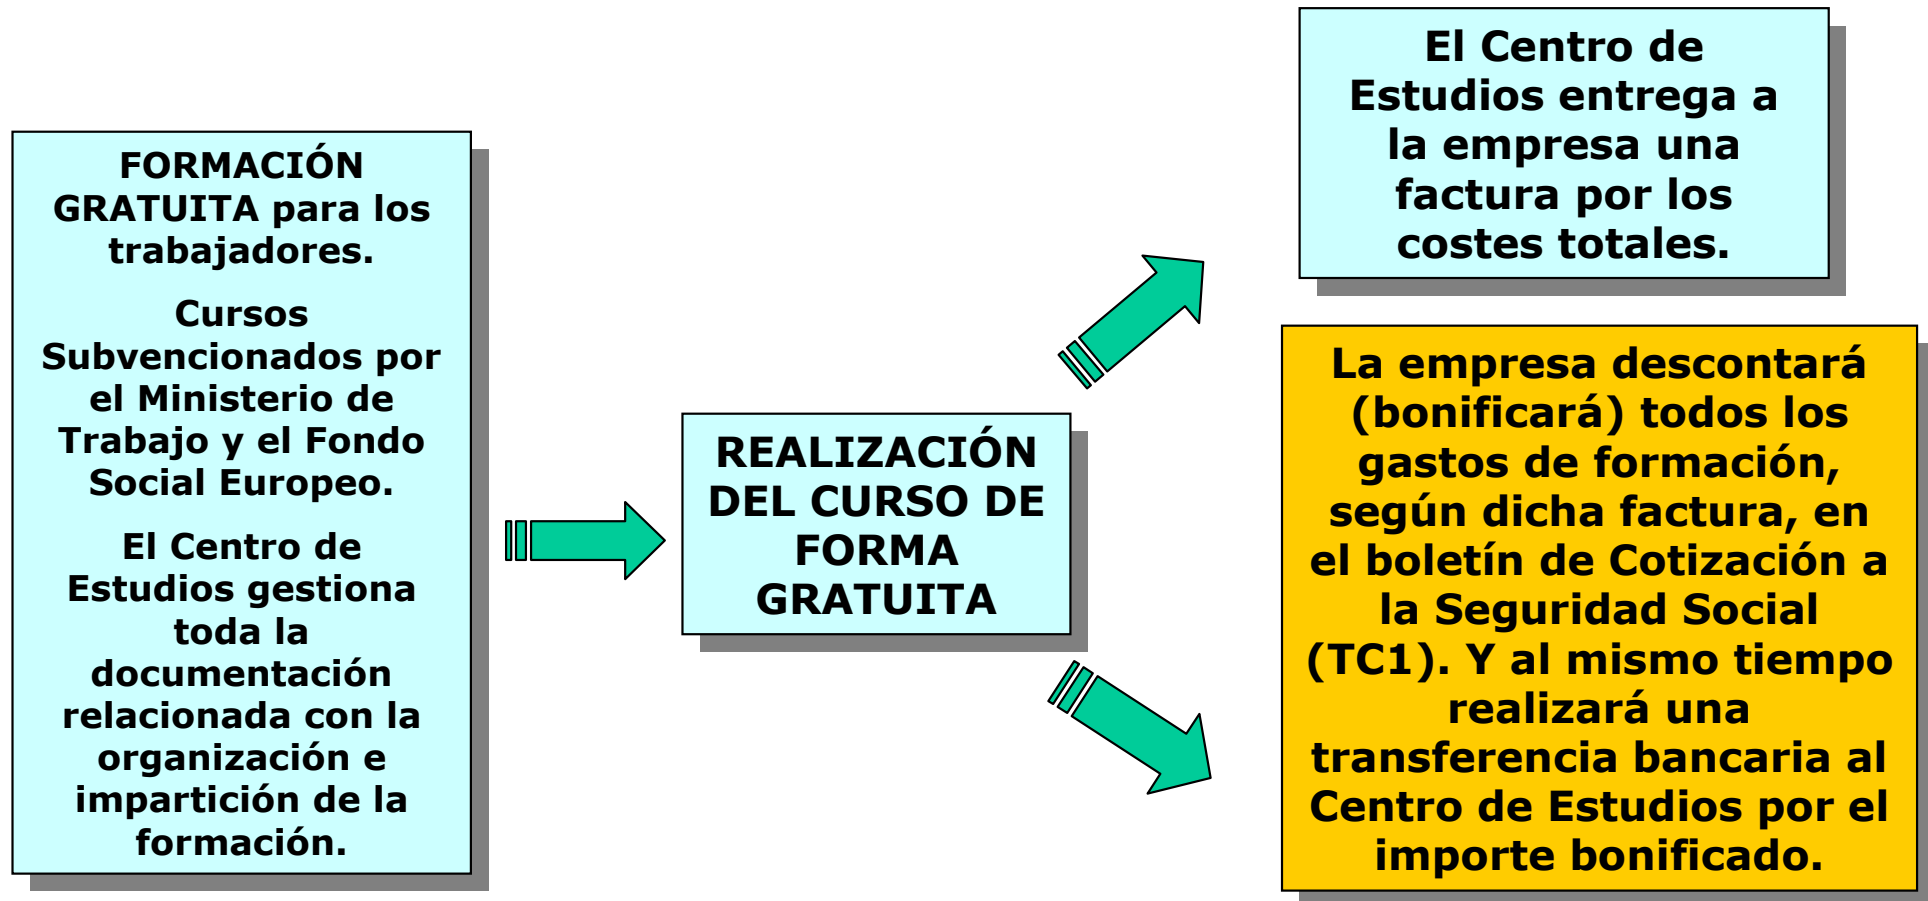 FORMACIÓN
GRATUITA para los
trabajadores.
Cursos
Subvencionados por
el Ministerio de
Trabajo y el Fondo
Social Europeo.
El Centro de
Estudios gestiona
toda la
documentación
relacionada con la
organización e
impartición de la
formación.
REALIZACIÓN
DEL CURSO DE
FORMA
GRATUITA
El Centro de
Estudios entrega a
la empresa una
factura por los
costes totales.
La empresa descontará
(bonificará) todos los
gastos de formación,
según dicha factura, en
el boletín de Cotización a
la Seguridad Social
(TC1). Y al mismo tiempo
realizará una
transferencia bancaria al
Centro de Estudios por el
importe bonificado.